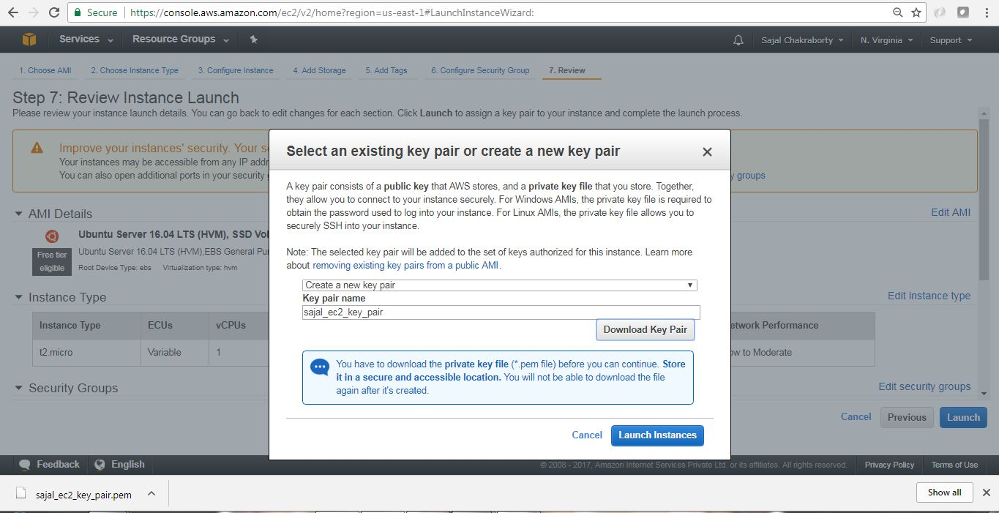 Secure https://console.aws.amazon.com/ec2/v2/home?region=us-east-1#LaunchInstanceWizard:
Services Resource Groups Sajal Chakraborty N. Virginia Support
1. Choose AMI 2. Choose Instance Type 3. Configure Instance 4. Add Storage 5. Add Tags 6. Configure Security Group 7. Review
Step 7: Review Instance Launch
Please review your instance launch details. You can go back to edit changes for each section. Click Launch to assign a key pair to your instance and complete the launch process.
Improve your instances' security. Your
Your instances may be accessible from any IP
You can also open additional ports in your security
groups
AMI Details
Edit AMI
Ubuntu Server 16.04 LTS (HVM), SSD
Free tier
eligible
Ubuntu Server 16.04 LTS (HVM),EBS General
Root Device Type: ebs Virtualization type: hvm
Instance Type
Edit instance type
Instance Type ECUs vCPUs Performance
t2.micro Variable 1 to Moderate
Security Groups
Edit security groups
Cancel Previous Launch
Select an existing key pair or create a new key pair
A key pair consists of a public key that AWS stores, and a private key file that you store. Together,
they allow you to connect to your instance securely. For Windows AMIs, the private key file is required to
obtain the password used to log into your instance. For Linux AMIs, the private key file allows you to
securely SSH into your instance.
Note: The selected key pair will be added to the set of keys authorized for this instance. Learn more
about removing existing key pairs from a public AMI.
Create a new key pair
Key pair name
sajal_ec2_key_pair
Download Key Pair
You have to download the private key file (*.pem file) before you can continue. Store
it in a secure and accessible location. You will not be able to download the file
again after it's created.
Cancel Launch Instances
Feedback English © 2008 - 2017, Amazon Internet Services Private Ltd. or its affiliates. All rights reserved. Privacy Policy Terms of Use
sajal_ec2_key_pair.pem Show all